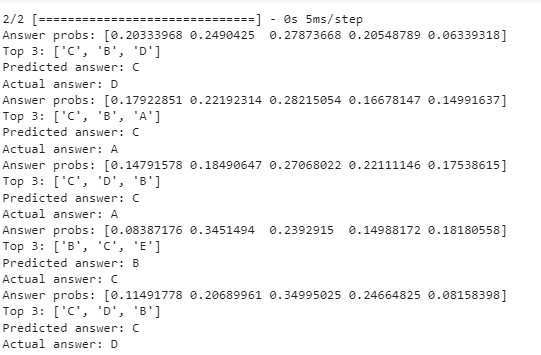 2/2 [==============================] - 0s 5ms/step
Answer probs: [0.20333968 0.2490425  0.27873668 0.20548789 0.06339318]
Top 3: ['C', 'B', 'D']
Predicted answer: C
Actual answer: D
Answer probs: [0.17922851 0.22192314 0.28215054 0.16678147 0.14991637]
Top 3: ['C', 'B', 'A']
Predicted answer: C
Actual answer: A
Answer probs: [0.14791578 0.18490647 0.27068022 0.22111146 0.17538615]
Top 3: ['C', 'D', 'B']
Predicted answer: C
Actual answer: A
Answer probs: [0.08387176 0.3451494  0.2392915  0.14988172 0.18180558]
Top 3: ['B', 'C', 'E']
Predicted answer: B
Actual answer: C
Answer probs: [0.11491778 0.20689961 0.34995025 0.24664825 0.08158398]
Top 3: ['C', 'D', 'B']
Predicted answer: C
Actual answer: D